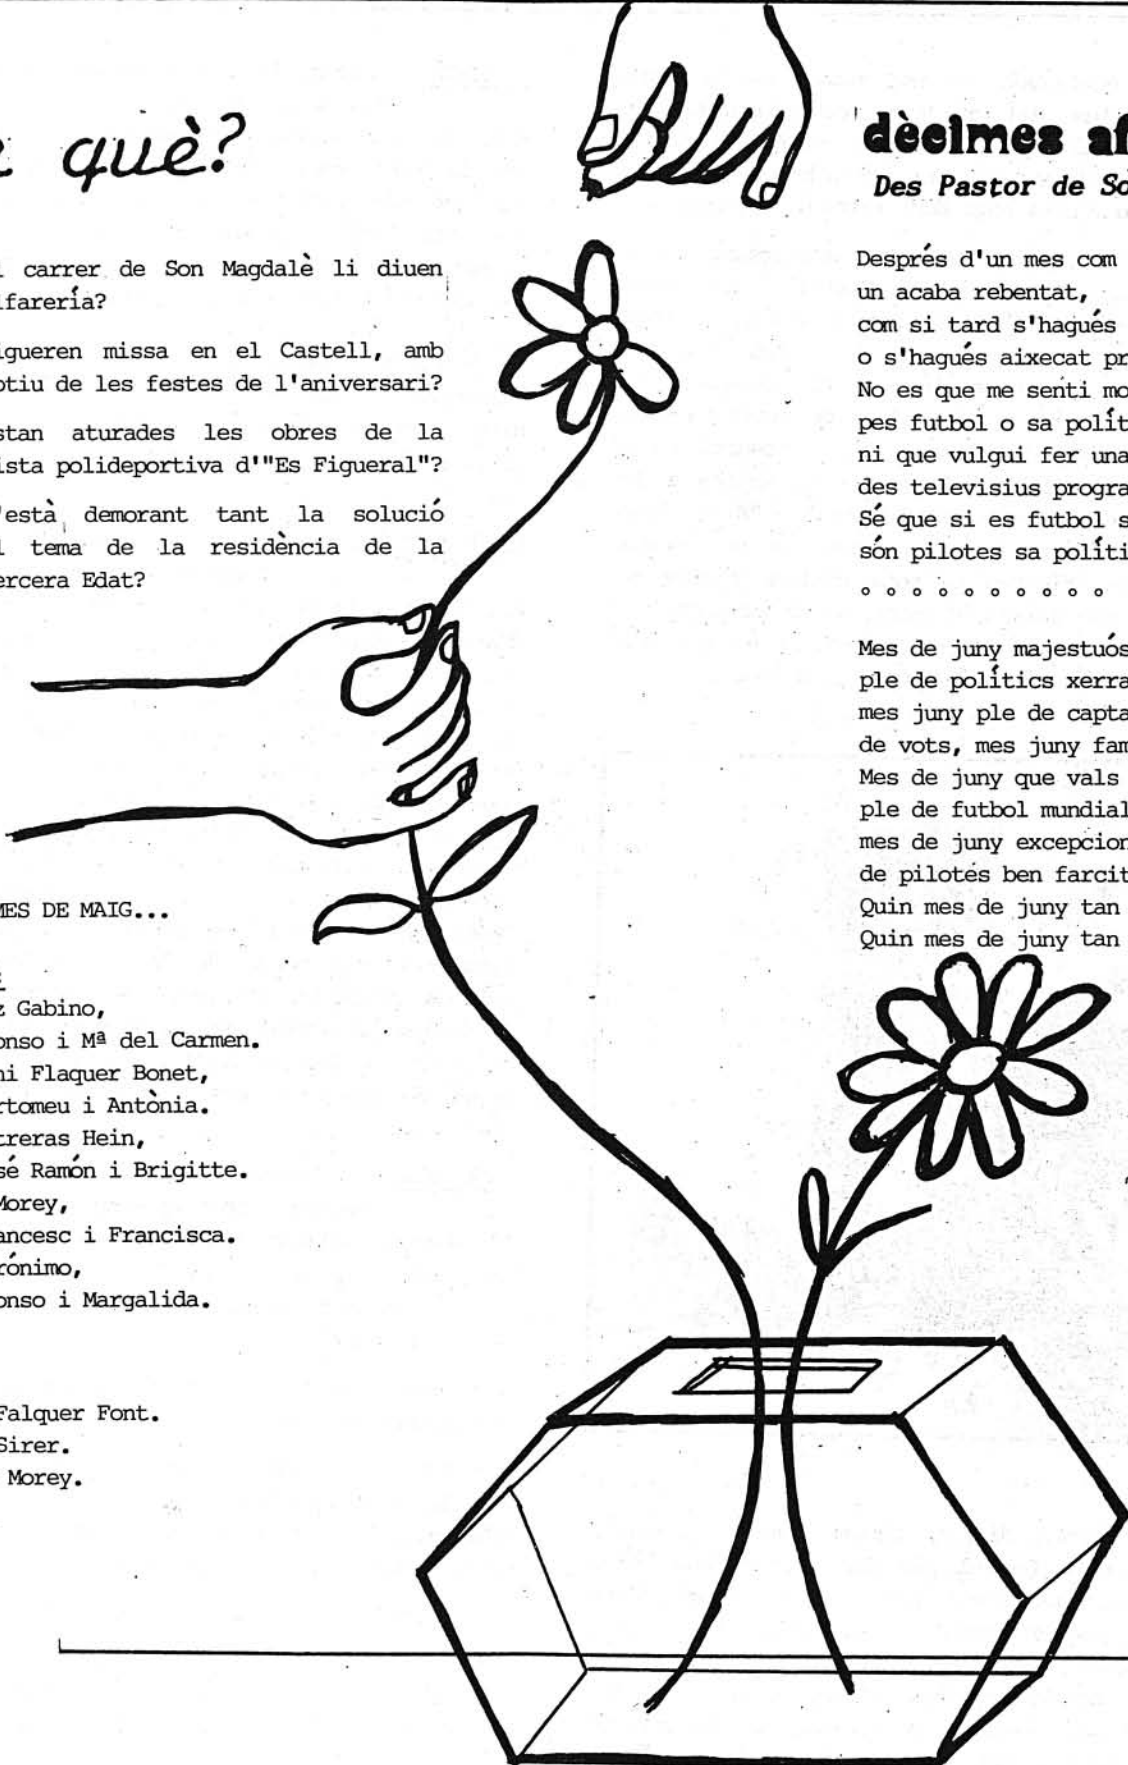 què?
carrer de Son Magdalè li diuen
farería?
igueren missa en el Castell, amb
otiu de les festes de l'aniversari?
stan aturades les obres de la
ista polideportiva d'"Es Figueral"?
'està demorant tant la solució
l tema de la residència de la
ercera Edat?
MES DE MAIG...
z Gabino,
onso i Mª del Carmen.
ni Flaquer Bonet,
rtomeu i Antònia.
treras Hein,
sé Ramón i Brigitte.
Morey,
ancesc i Francisca.
rónimo,
onso i Margalida.
Falquer Font.
Sirer.
Morey.
dècimes af
Des Pastor de So
Després d'un mes com
un acaba rebentat,
com si tard s'hagués
o s'hagués aixecat pr
No es que me senti mo
pes futbol o sa polít
ni que vulgui fer una
des televisius progra
Sé que si es futbol s
són pilotes sa políti
Mes de juny majestuós
ple de polítics xerra
mes juny ple de capta
de vots, mes juny fam
Mes de juny que vals
ple de futbol mundial
mes de juny excepcion
de pilotes ben farcit
Quin mes de juny tan
Quin mes de juny tan